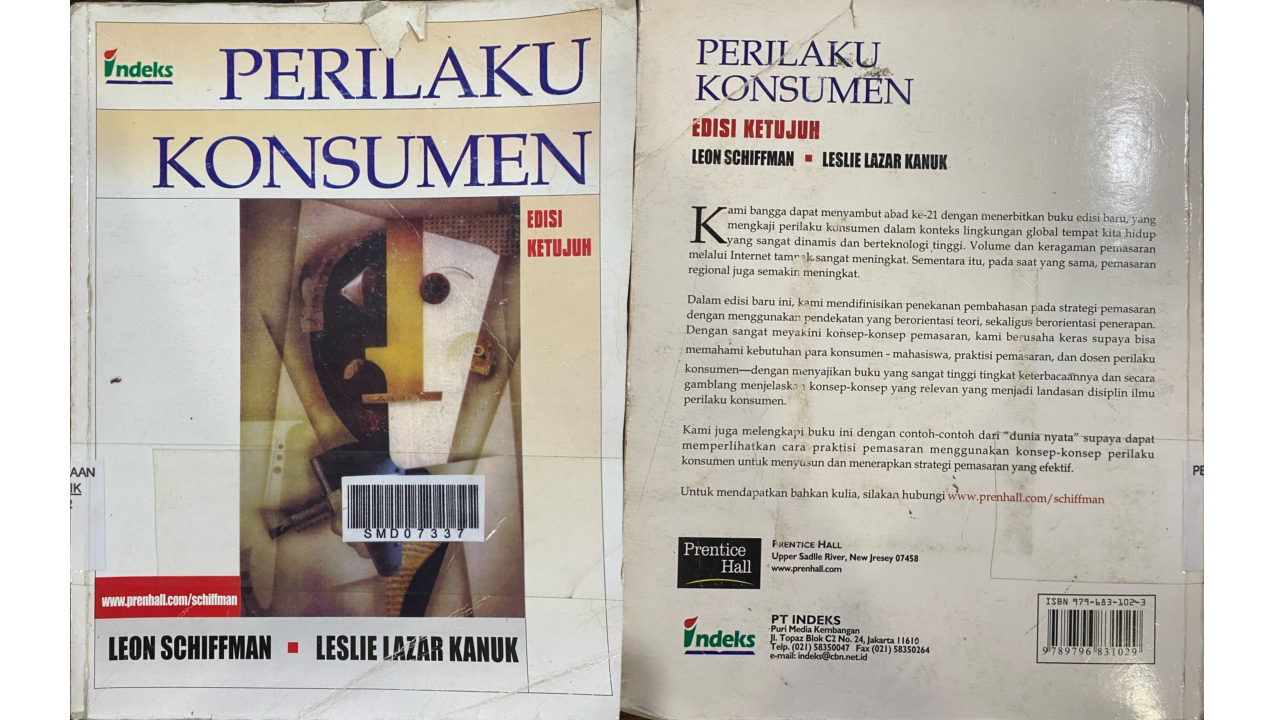 indeks
PERILAKU
KONSUMEN
EDISI
KETUJUH
AAN
IK
SMD07337
www.prenhall.com/schiffman
LEON SCHIFFMAN ▪ LESLIE LAZAR KANUK
PERILAKU
KONSUMEN
EDISI KETUJUH
LEON SCHIFFMAN ▪ LESLIE LAZAR KANUK
Kami bangga dapat menyambut abad ke-21 dengan menerbitkan buku edisi baru, yang
mengkaji perilaku konsumen dalam konteks lingkungan global tempat kita hidup
yang sangat dinamis dan berteknologi tinggi. Volume dan keragaman pemasaran
melalui Internet tampak sangat meningkat. Sementara itu, pada saat yang sama, pemasaran
regional juga semakin meningkat.
Dalam edisi baru ini, kami mendifinisikan penekanan pembahasan pada strategi pemasaran
dengan menggunakan pendekatan yang berorientasi teori, sekaligus berorientasi penerapan.
Dengan sangat meyakini konsep-konsep pemasaran, kami berusaha keras supaya bisa
memahami kebutuhan para konsumen - mahasiswa, praktisi pemasaran, dan dosen perilaku
konsumen—dengan menyajikan buku yang sangat tinggi tingkat keterbacaannya dan secara
gamblang menjelaskan konsep-konsep yang relevan yang menjadi landasan disiplin ilmu
perilaku konsumen.
Kami juga melengkapi buku ini dengan contoh-contoh dari "dunia nyata" supaya dapat
memperlihatkan cara praktisi pemasaran menggunakan konsep-konsep perilaku
konsumen untuk menyusun dan menerapkan strategi pemasaran yang efektif.
Untuk mendapatkan bahkan kulia, silakan hubungi www.prenhall.com/schiffman
Prentice
Hall
PRENTICE HALL
Upper Sadlle River, New Jresey 07458
www.prenhall.com
indeks
PT INDEKS
Puri Media Kembangan
Jl. Topaz Blok C2 No. 24, Jakarta 11610
Telp. (021) 58350047 Fax (021) 58350264
e-mail: indeks@cbn.net.id
ISBN 979-683-102-3
9 789796 831029
PE